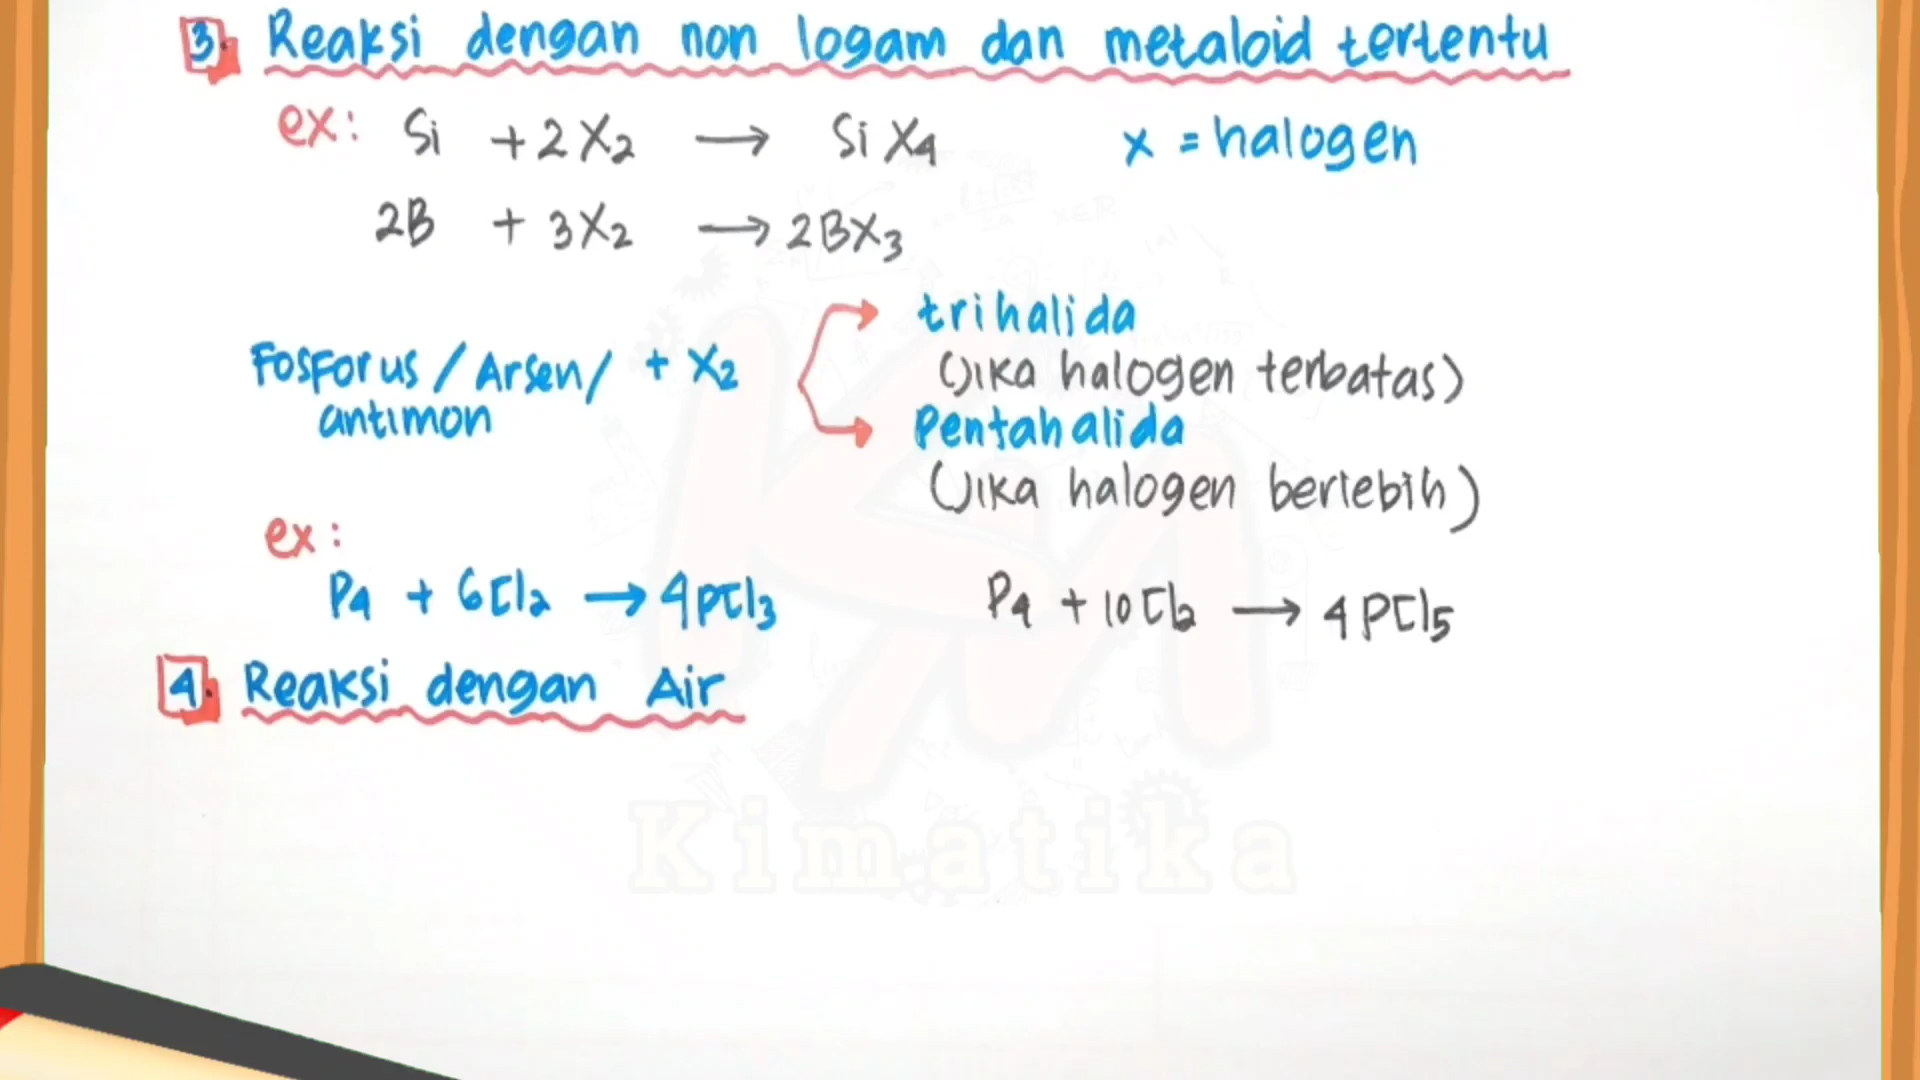 3. Reaksi dengan non logam dan metaloid tertentu
ex: Si + 2X₂ → SiX₄ x = halogen
2B + 3X₂ → 2BX₃
Fosforus / Arsen / antimon + X₂
trihalida
(Jika halogen terbatas)
Pentahalida
(Jika halogen berlebih)
ex:
P₄ + 6Cl₂ → 4PCl₃ P₄ + 10Cl₂ → 4PCl₅
4. Reaksi dengan Air
Kimatika